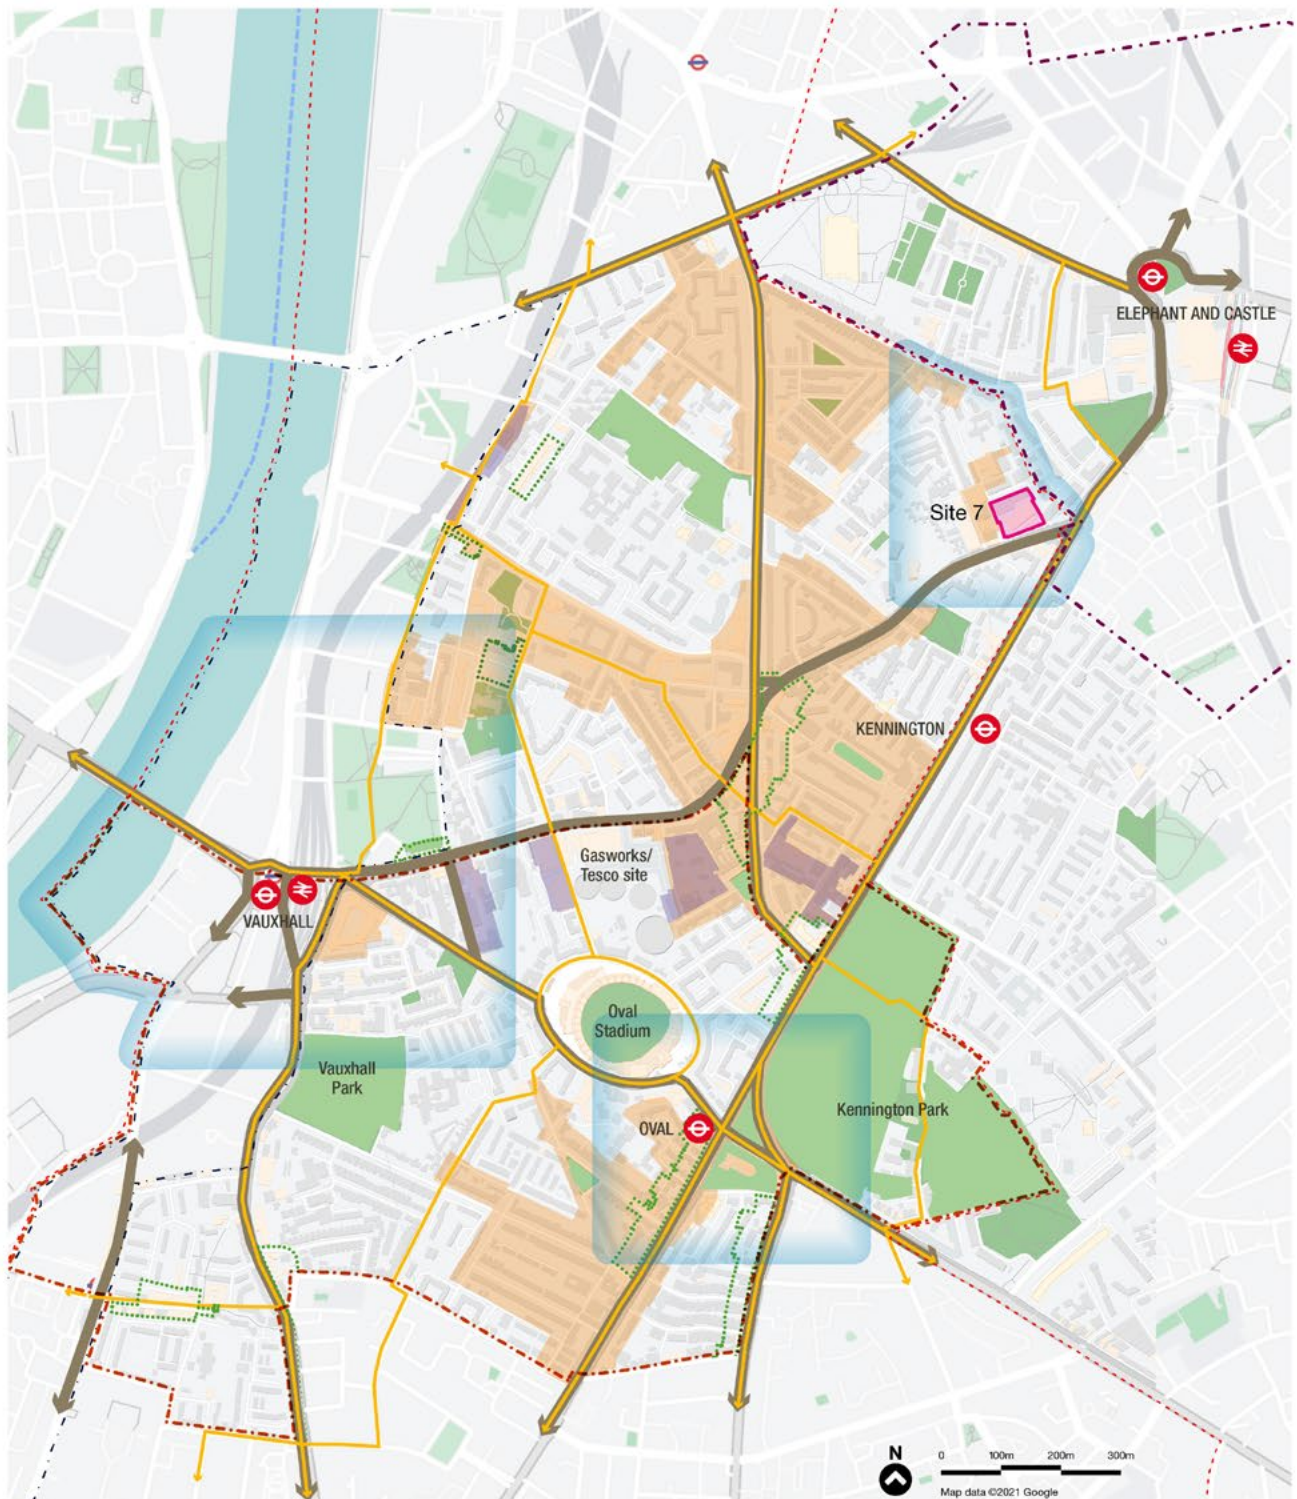 ELEPHANT AND CASTLE
Site 7
KENNINGTON
Gasworks/
Tesco site
VAUXHALL
Oval
Stadium
Vauxhall
Park
Kennington Park
OVAL
N
0 100m 200m 300m
Map data ©2021 Google